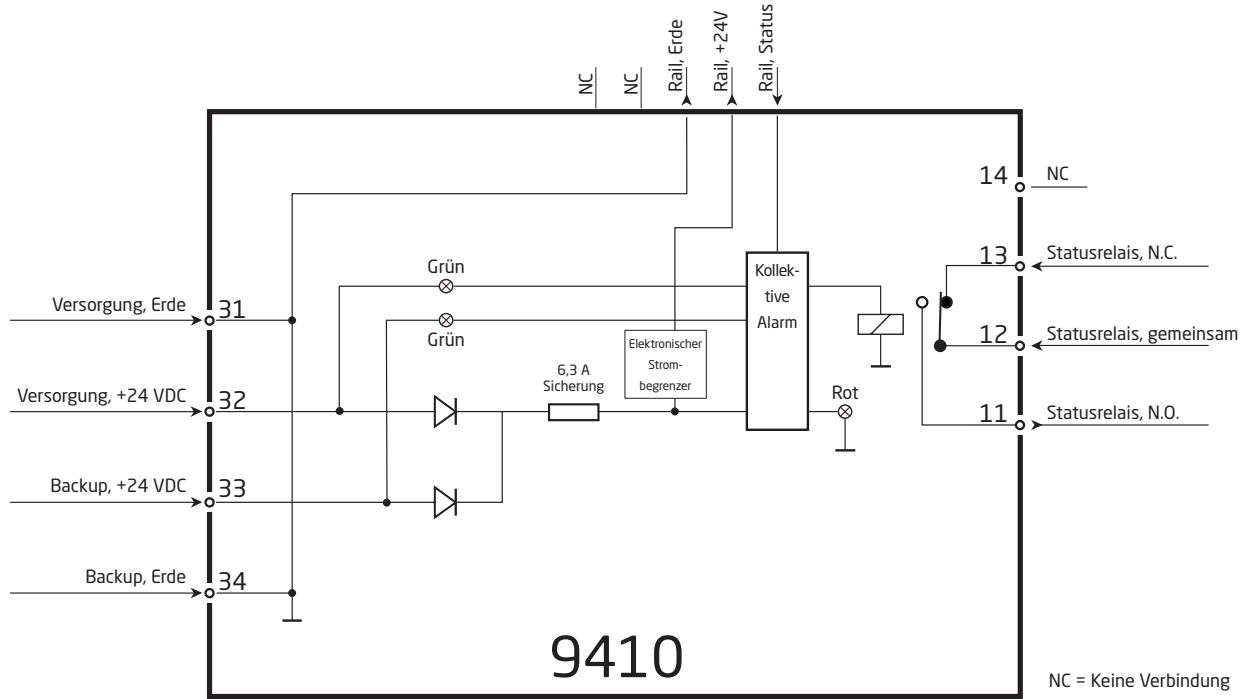 NC
NC
Rail, Erde
Rail, +24V
Rail, Status
14
NC
13
Statusrelais, N.C.
Grün
Kollek-
tive
Alarm
Versorgung, Erde
31
Grün
12
Statusrelais, gemeinsam
Elektronischer
Strom-
begrenzer
6,3 A
Sicherung
Versorgung, +24 VDC
32
Rot
11
Statusrelais, N.O.
Backup, +24 VDC
33
Backup, Erde
34
9410
NC = Keine Verbindung